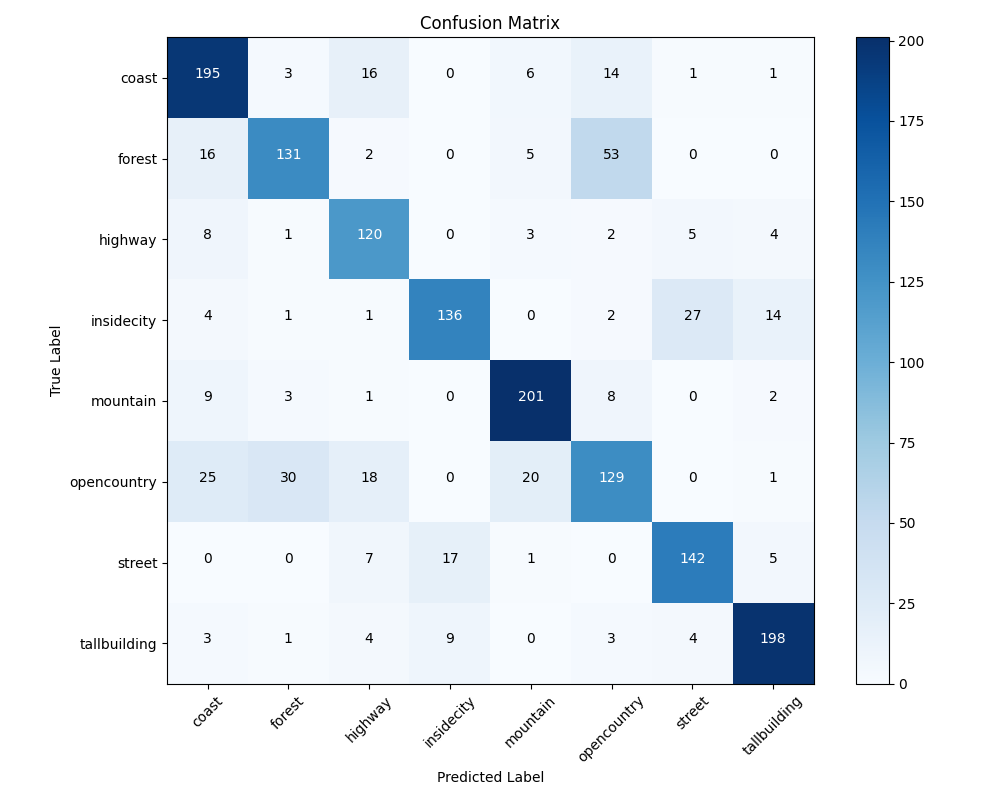 Confusion Matrix
coast 195 3 16 0 6 14 1 1
forest 16 131 2 0 5 53 0 0
highway 8 1 120 0 3 2 5 4
insidecity 4 1 1 136 0 2 27 14
mountain 9 3 1 0 201 8 0 2
opencountry 25 30 18 0 20 129 0 1
street 0 0 7 17 1 0 142 5
tallbuilding 3 1 4 9 0 3 4 198
True Label
coast forest highway insidecity mountain opencountry street tallbuilding
Predicted Label
200
175
150
125
100
75
50
25
0